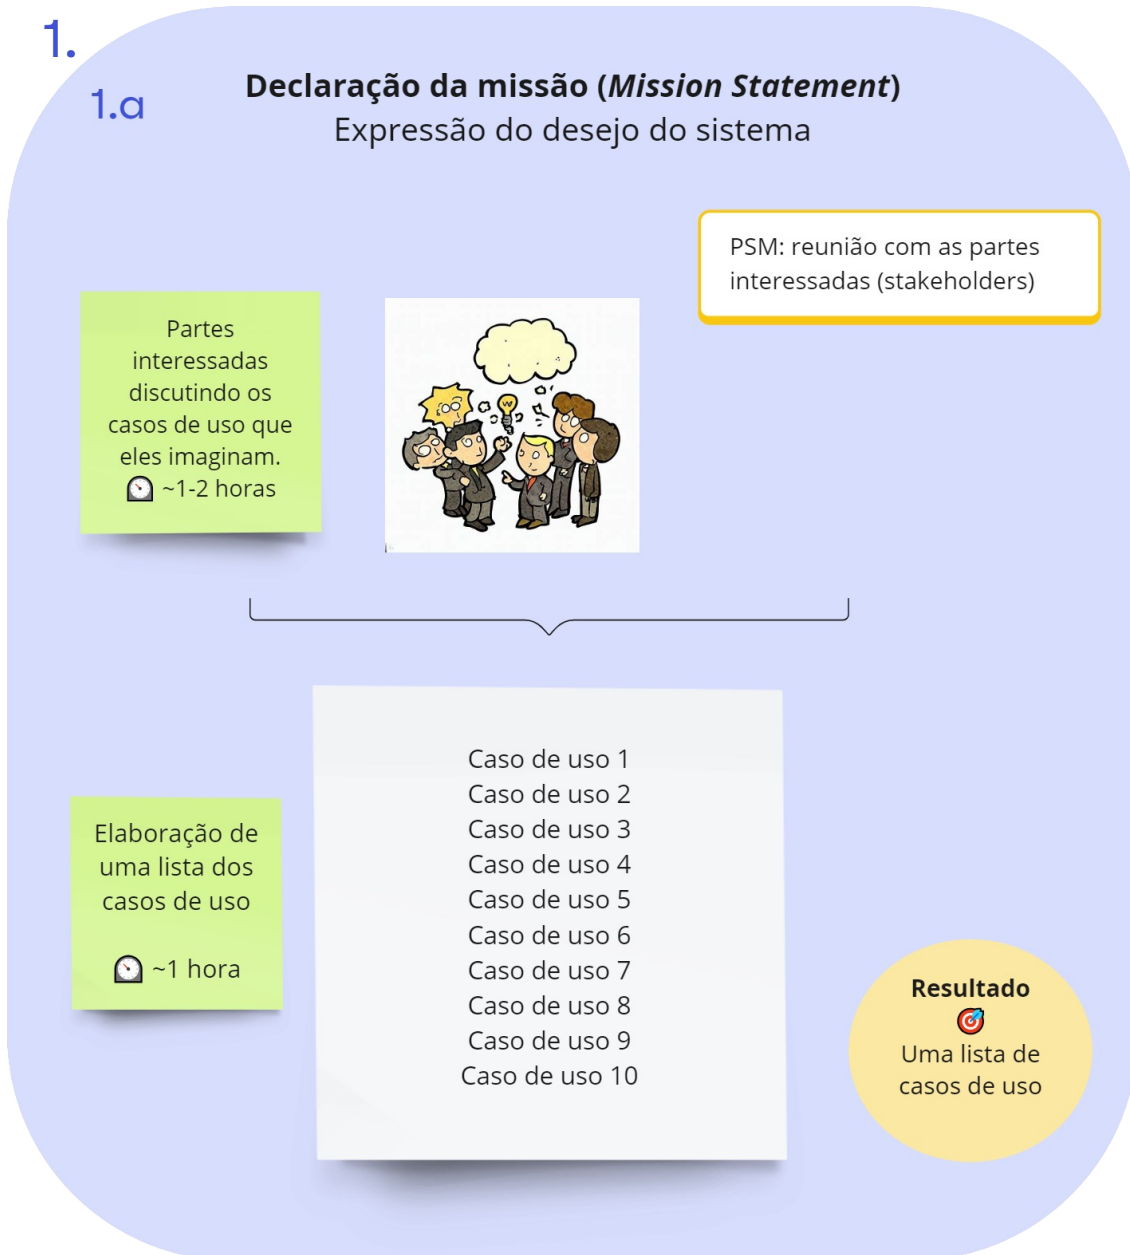 1.
1.a
Declaração da missão (Mission Statement)
Expressão do desejo do sistema
PSM: reunião com as partes
interessadas (stakeholders)
Partes
interessadas
discutindo os
casos de uso que
eles imaginam.
~1-2 horas
Caso de uso 1
Caso de uso 2
Caso de uso 3
Caso de uso 4
Caso de uso 5
Caso de uso 6
Caso de uso 7
Caso de uso 8
Caso de uso 9
Caso de uso 10
Elaboração de
uma lista dos
casos de uso
~1 hora
Resultado
Uma lista de
casos de uso